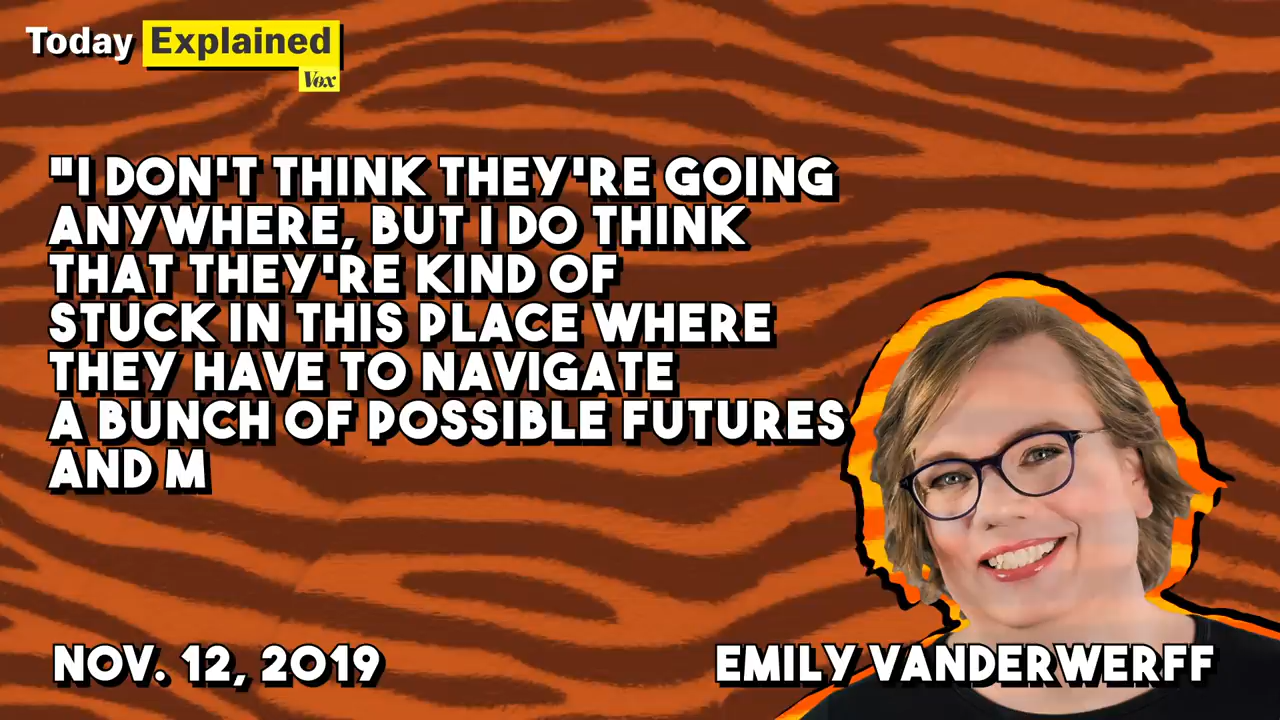 Today Explained
Vox
"I DON'T THINK THEY'RE GOING
ANYWHERE, BUT I DO THINK
THAT THEY'RE KIND OF
STUCK IN THIS PLACE WHERE
THEY HAVE TO NAVIGATE
A BUNCH OF POSSIBLE FUTURES
AND M
NOV. 12, 2019
EMILY VANDERWERFF